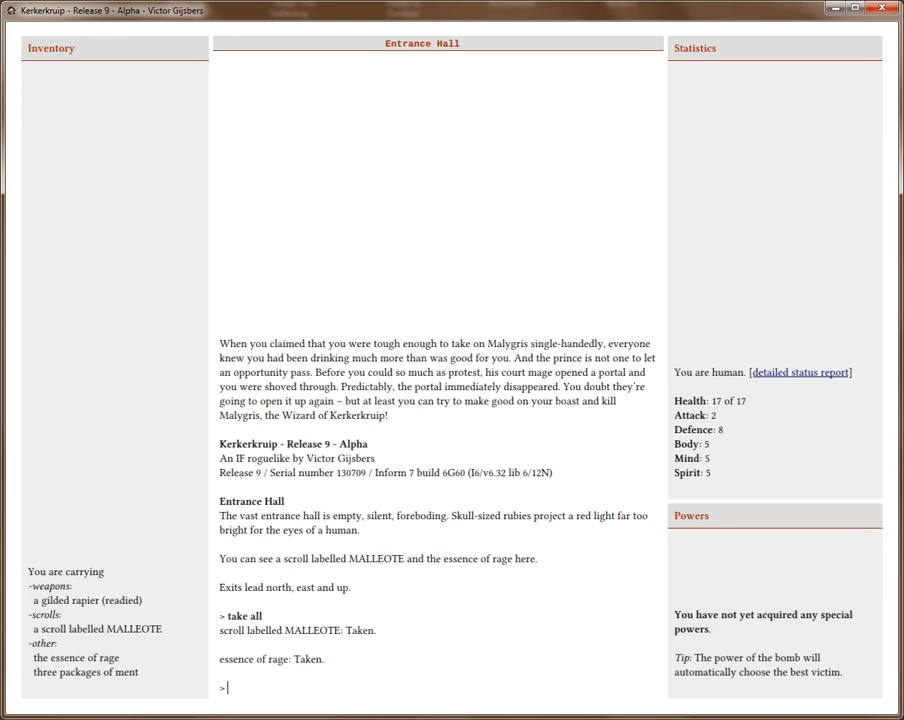 Kerkerkruip - Release 9 - Alpha - Victor Gijsbers
Inventory
You are carrying
-weapons:
a gilded rapier (readied)
-scrolls:
a scroll labelled MALLEOTE
-other:
the essence of rage
three packages of ment
Entrance Hall
When you claimed that you were tough enough to take on Malygris single-handedly, everyone
knew you had been drinking much more than was good for you. And the prince is not one to let
an opportunity pass. Before you could so much as protest, his court mage opened a portal and
you were shoved through. Predictably, the portal immediately disappeared. You doubt they're
going to open it up again – but at least you can try to make good on your boast and kill
Malygris, the Wizard of Kerkerkruip!
Kerkerkruip - Release 9 - Alpha
An IF roguelike by Victor Gijsbers
Release 9 / Serial number 130709 / Inform 7 build 6G60 (I6/v6.32 lib 6/12N)
Entrance Hall
The vast entrance hall is empty, silent, foreboding. Skull-sized rubies project a red light far too
bright for the eyes of a human.
You can see a scroll labelled MALLEOTE and the essence of rage here.
Exits lead north, east and up.
> take all
scroll labelled MALLEOTE: Taken.
essence of rage: Taken.
>
Statistics
You are human. [detailed status report]
Health: 17 of 17
Attack: 2
Defence: 8
Body: 5
Mind: 5
Spirit: 5
Powers
You have not yet acquired any special
powers.
Tip: The power of the bomb will
automatically choose the best victim.